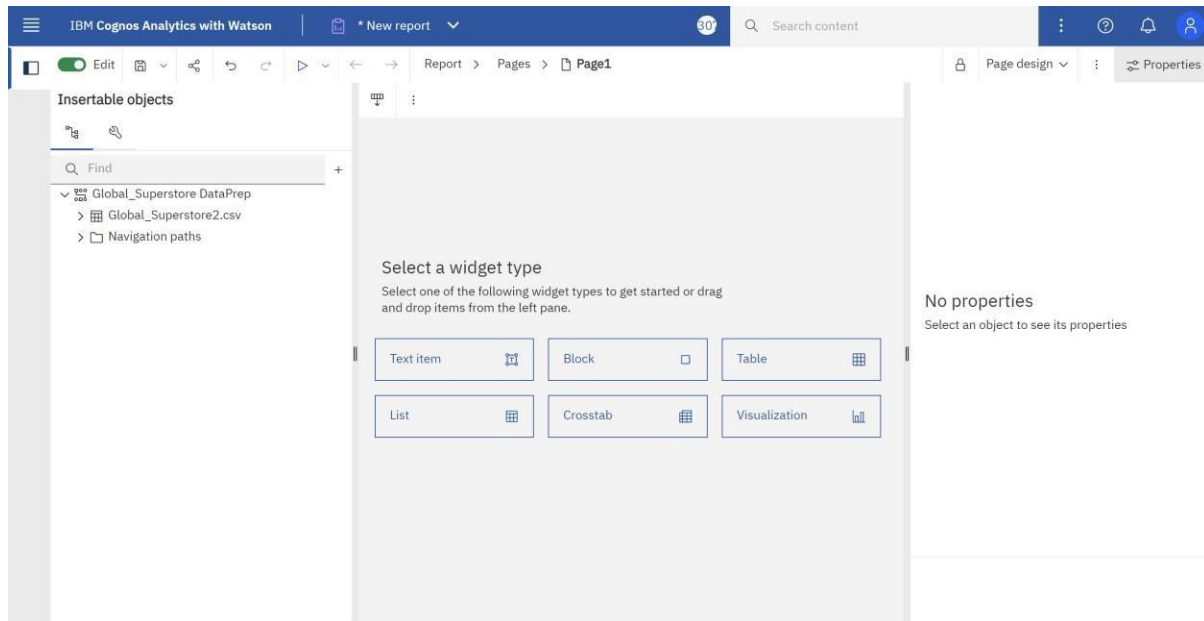 IBM Cognos Analytics with Watson
* New report
30
Search content
Edit
Report > Pages > Page1
Page design
Properties
Insertable objects
Find
Global_Superstore DataPrep
Global_Superstore2.csv
Navigation paths
Select a widget type
Select one of the following widget types to get started or drag
and drop items from the left pane.
Text item
Block
Table
List
Crosstab
Visualization
No properties
Select an object to see its properties